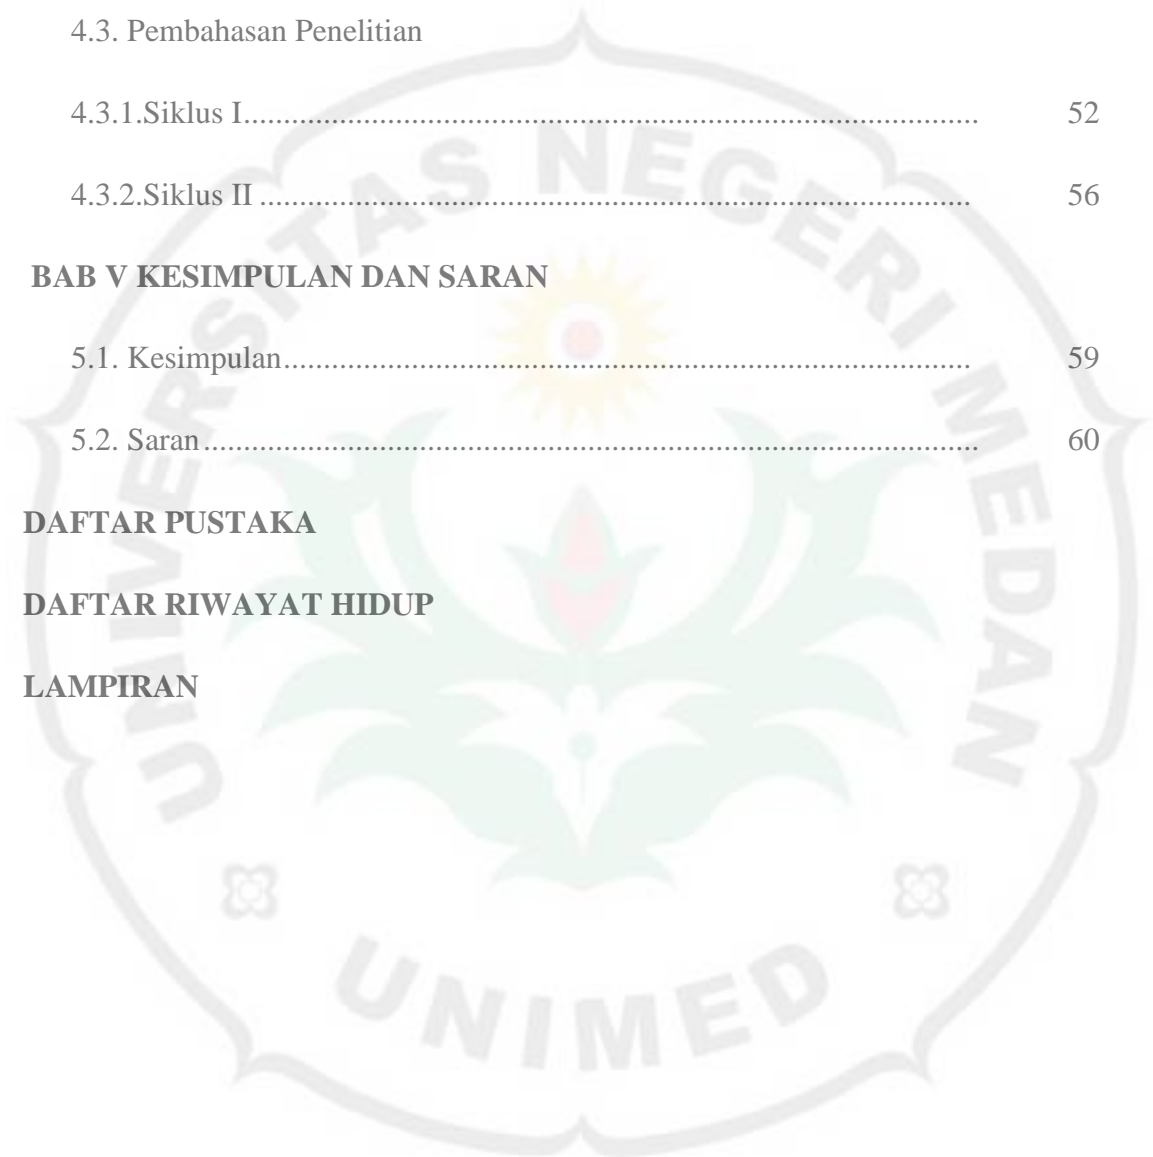 4.3. Pembahasan Penelitian
4.3.1.Siklus I........................................................................................... 52
4.3.2.Siklus II ........................................................................................ 56
BAB V KESIMPULAN DAN SARAN
5.1. Kesimpulan..................................................................................... 59
5.2. Saran ................................................................................................ 60
DAFTAR PUSTAKA
DAFTAR RIWAYAT HIDUP
LAMPIRAN
UNIVERSITAS NEGERI MEDAN
UNIMED